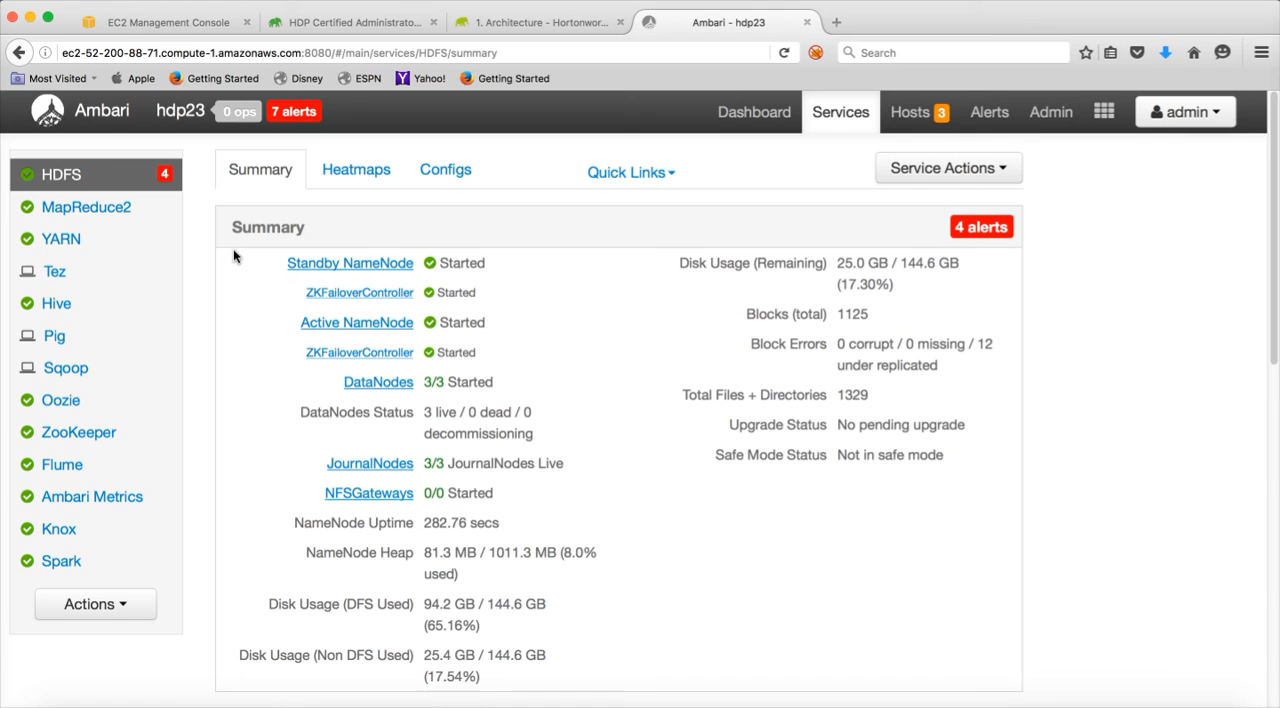 EC2 Management Console
HDP Certified Administrato...
1. Architecture - Hortonwor...
Ambari - hdp23
ec2-52-200-88-71.compute-1.amazonaws.com:8080/#/main/services/HDFS/summary
Search
Most Visited
Apple
Getting Started
Disney
ESPN
Yahoo!
Getting Started
Ambari
hdp23
0 ops
7 alerts
Dashboard
Services
Hosts 3
Alerts
Admin
admin
HDFS 4
MapReduce2
YARN
Tez
Hive
Pig
Sqoop
Oozie
ZooKeeper
Flume
Ambari Metrics
Knox
Spark
Actions
Summary
Heatmaps
Configs
Quick Links
Service Actions
Summary
4 alerts
Standby NameNode Started
ZKFailoverController Started
Active NameNode Started
ZKFailoverController Started
DataNodes 3/3 Started
DataNodes Status 3 live / 0 dead / 0
decommissioning
JournalNodes 3/3 JournalNodes Live
NFSGateways 0/0 Started
NameNode Uptime 282.76 secs
NameNode Heap 81.3 MB / 1011.3 MB (8.0%
used)
Disk Usage (DFS Used) 94.2 GB / 144.6 GB
(65.16%)
Disk Usage (Non DFS Used) 25.4 GB / 144.6 GB
(17.54%)
Disk Usage (Remaining) 25.0 GB / 144.6 GB
(17.30%)
Blocks (total) 1125
Block Errors 0 corrupt / 0 missing / 12
under replicated
Total Files + Directories 1329
Upgrade Status No pending upgrade
Safe Mode Status Not in safe mode